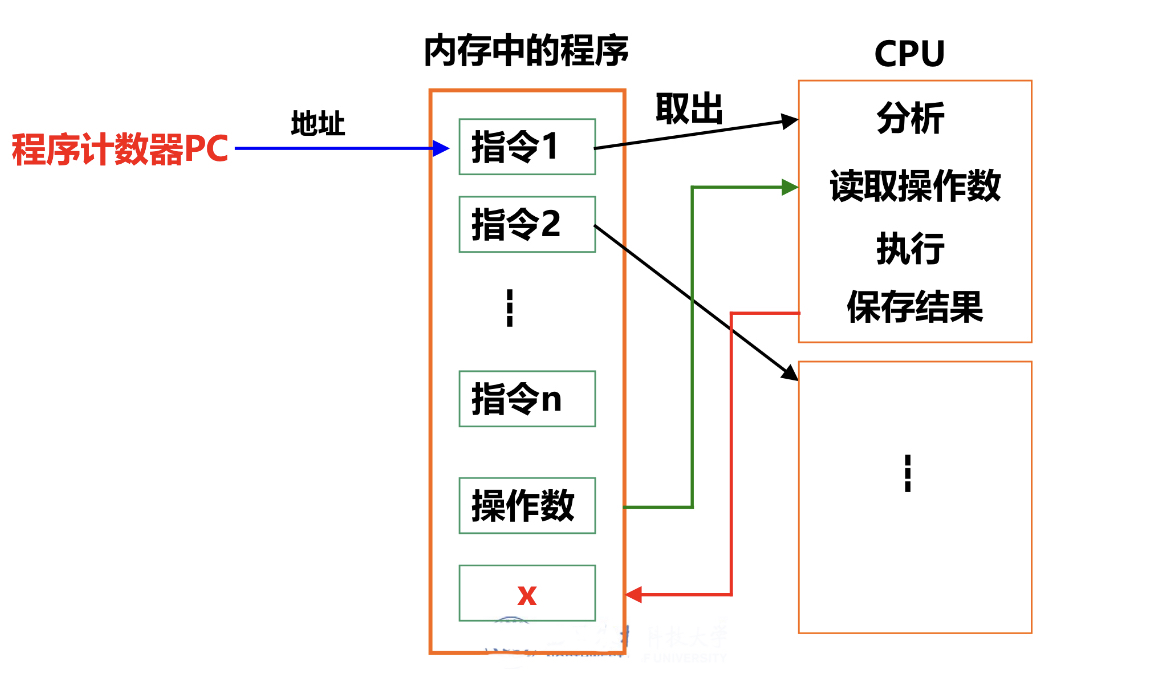 内存中的程序
CPU
程序计数器PC
地址
取出
指令1
指令2
指令n
操作数
x
分析
读取操作数
执行
保存结果
UNIVERSITY